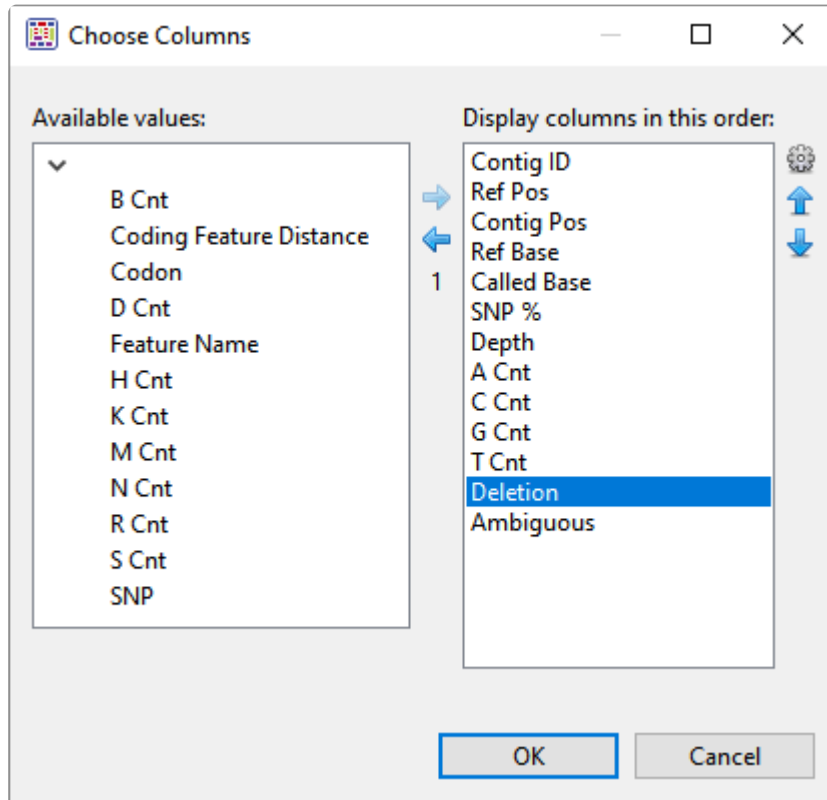 Choose Columns
Available values:
B Cnt
Coding Feature Distance
Codon
D Cnt
Feature Name
H Cnt
K Cnt
M Cnt
N Cnt
R Cnt
S Cnt
SNP
1
Display columns in this order:
Contig ID
Ref Pos
Contig Pos
Ref Base
Called Base
SNP %
Depth
A Cnt
C Cnt
G Cnt
T Cnt
Deletion
Ambiguous
OK
Cancel